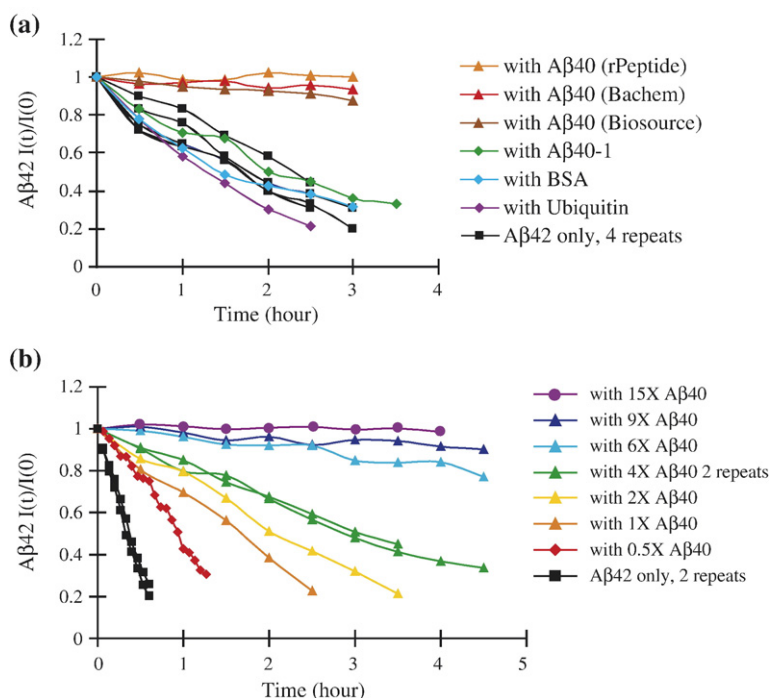 (a)
1.2
1
0.8
0.6
0.4
0.2
0
Aβ42 I(t)/I(0)
0 1 2 3 4
Time (hour)
with Aβ40 (rPeptide)
with Aβ40 (Bachem)
with Aβ40 (Biosource)
with Aβ40-1
with BSA
with Ubiquitin
Aβ42 only, 4 repeats
(b)
1.2
1
0.8
0.6
0.4
0.2
0
Aβ42 I(t)/I(0)
0 1 2 3 4 5
Time (hour)
with 15X Aβ40
with 9X Aβ40
with 6X Aβ40
with 4X Aβ40 2 repeats
with 2X Aβ40
with 1X Aβ40
with 0.5X Aβ40
Aβ42 only, 2 repeats